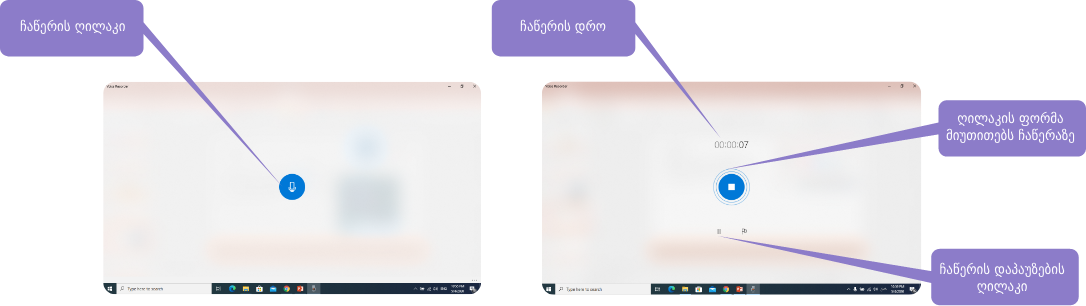 ჩაწერის ღილაკი
ჩაწერის დრო
Voice Recorder
Voice Recorder
ღილაკის ფორმა
მიუთითებს ჩაწერაზე
00:00:07
ჩაწერის დაპაუზების
ღილაკი
Type here to search
ENG
Type here to search